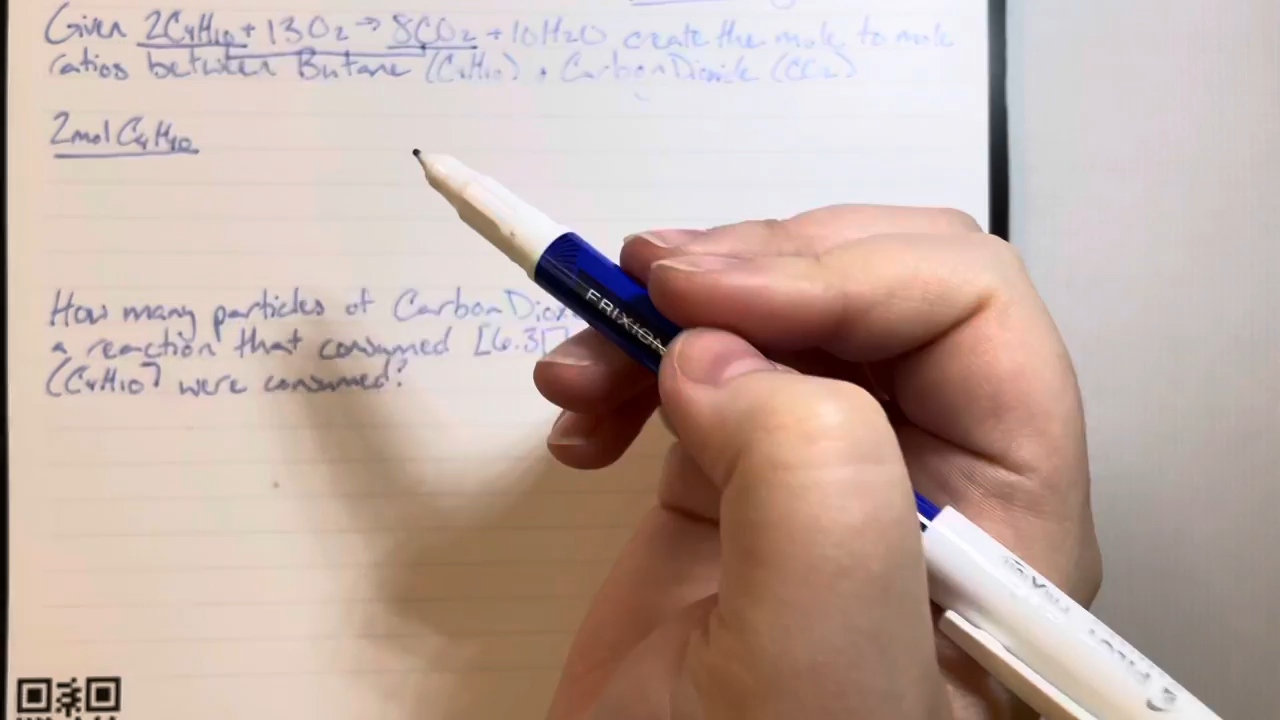 Given 2C₄H₁₀ + 13O₂ → 8CO₂ + 10H₂O create the mole to mole
ratios between Butane (C₄H₁₀) + Carbon Dioxide (CO₂)
2mol C₄H₁₀
How many particles of Carbon
a reaction that consumed [6.3
(C₄H₁₀) were consumed?
FRIXION
PILOT